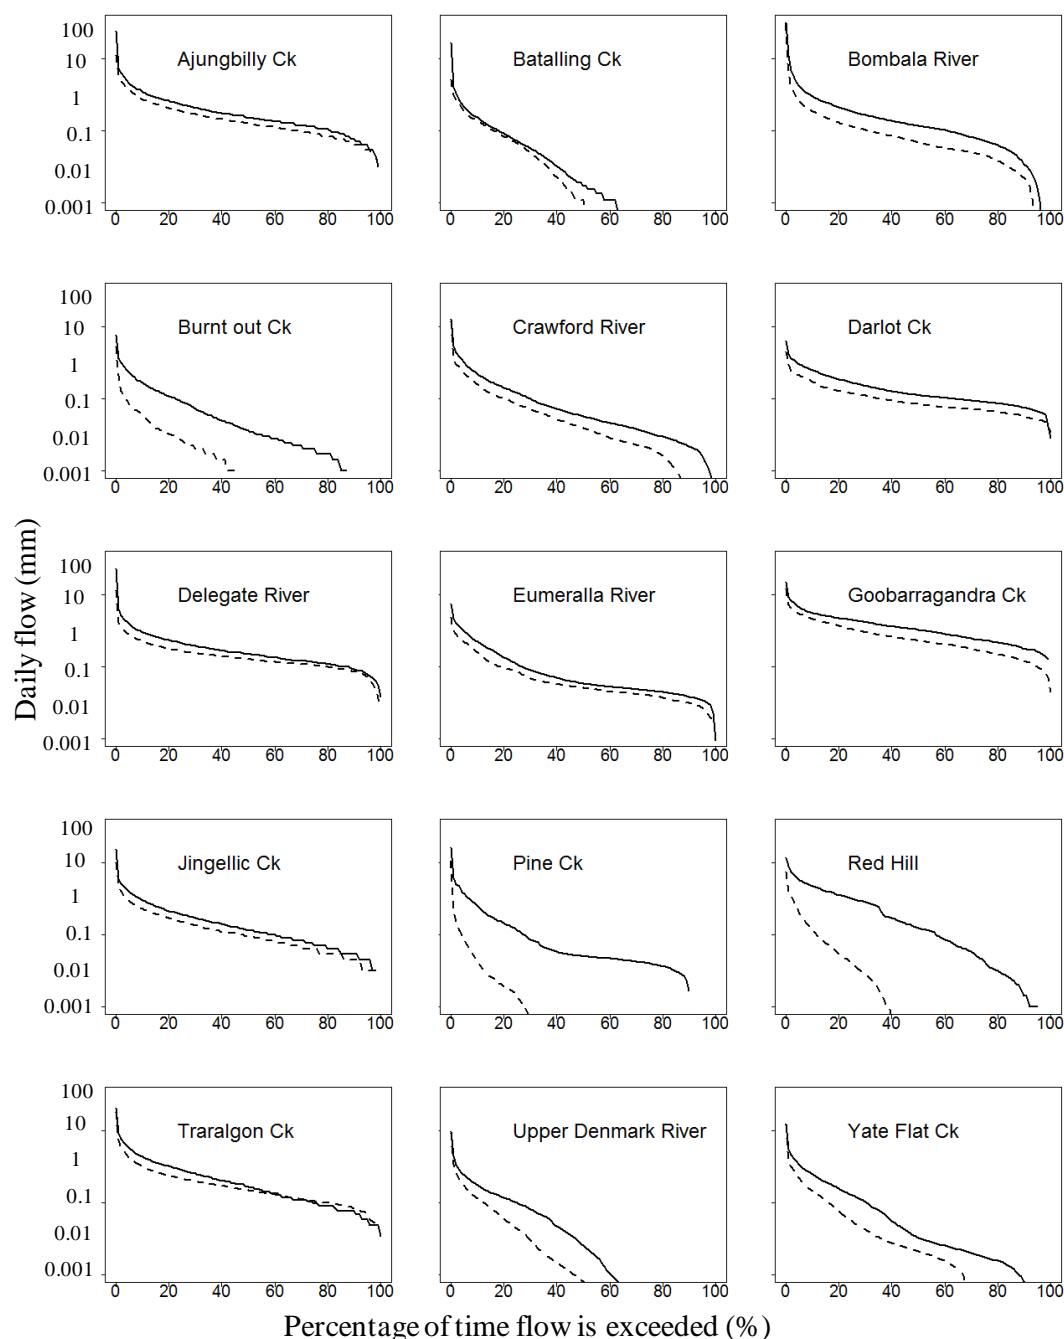 100
10
1
0.1
0.01
0.001
Ajungbilly Ck
0 20 40 60 80 100
Batalling Ck
0 20 40 60 80 100
Bombala River
0 20 40 60 80 100
100
10
1
0.1
0.01
0.001
Burnt out Ck
0 20 40 60 80 100
Crawford River
0 20 40 60 80 100
Darlot Ck
0 20 40 60 80 100
Daily flow (mm)
100
10
1
0.1
0.01
0.001
Delegate River
0 20 40 60 80 100
Eumeralla River
0 20 40 60 80 100
Goobarragandra Ck
0 20 40 60 80 100
100
10
1
0.1
0.01
0.001
Jingellic Ck
0 20 40 60 80 100
Pine Ck
0 20 40 60 80 100
Red Hill
0 20 40 60 80 100
100
10
1
0.1
0.01
0.001
Traralgon Ck
0 20 40 60 80 100
Upper Denmark River
0 20 40 60 80 100
Yate Flat Ck
0 20 40 60 80 100
Percentage of time flow is exceeded (%)